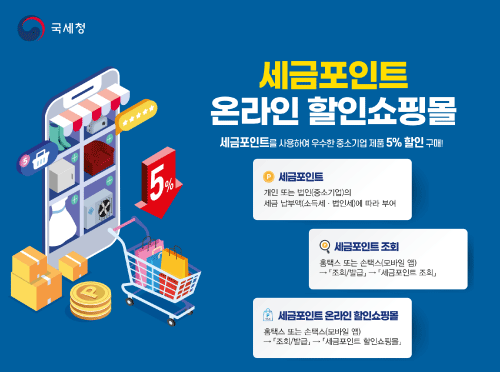 국세청
세금포인트
온라인 할인쇼핑몰
세금포인트를 사용하여 우수한 중소기업 제품 5% 할인 구매!
5
5%
P
P 세금포인트
개인 또는 법인(중소기업)의
세금 납부액(소득세·법인세)에 따라 부여
세금포인트 조회
홈택스 또는 손택스(모바일 앱)
→「조회/발급」→「세금포인트 조회」
세금포인트 온라인 할인쇼핑몰
홈택스 또는 손택스(모바일 앱)
→「조회/발급」→「세금포인트 할인쇼핑몰」